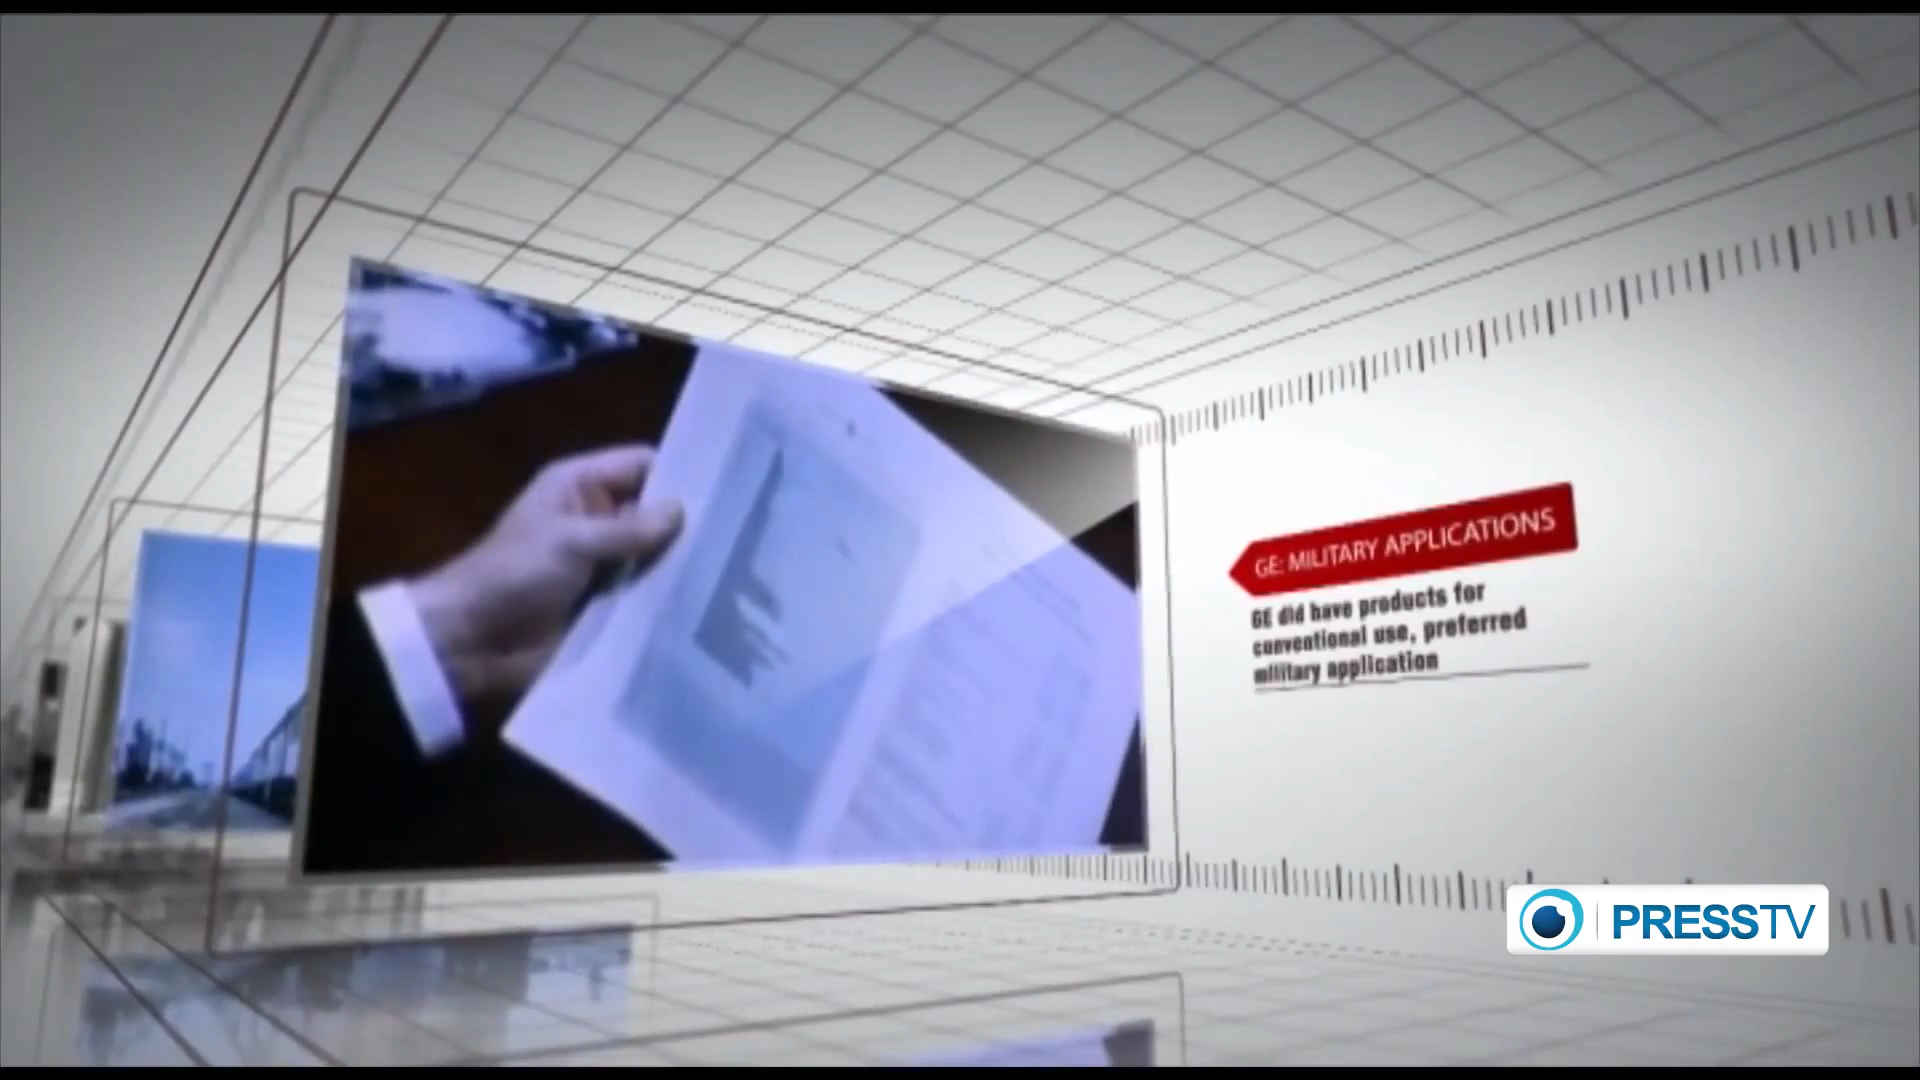 GE: MILITARY APPLICATIONS
GE did have products for
conventional use, preferred
military application
PRESSTV